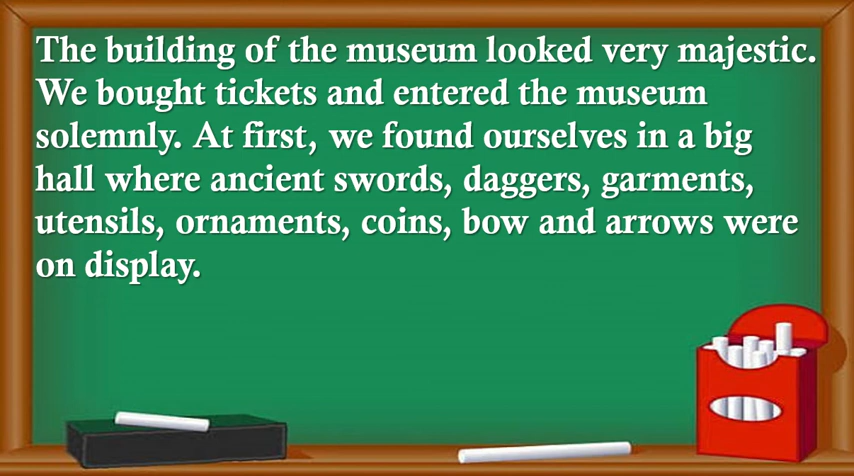 The building of the museum looked very majestic.
We bought tickets and entered the museum
solemnly. At first, we found ourselves in a big
hall where ancient swords, daggers, garments,
utensils, ornaments, coins, bow and arrows were
on display.